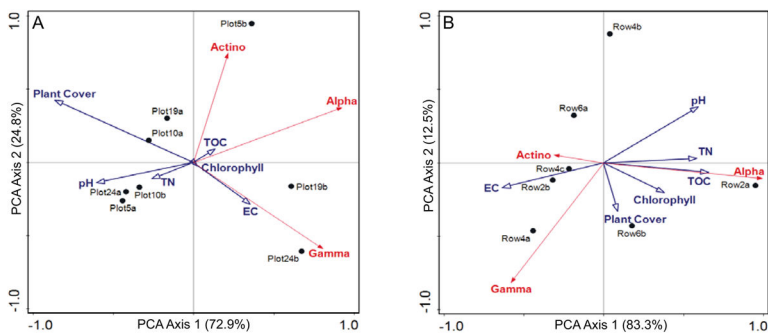 A
1.0
Plot5b
Actino
Plant Cover
Alpha
Plot19a
Plot10a
TOC
Chlorophyll
pH
TN
Plot24a
Plot10b
Plot5a
Plot19b
EC
Plot24b
Gamma
PCA Axis 2 (24.8%)
-1.0
-1.0
PCA Axis 1 (72.9%)
1.0
B
1.0
Row4b
pH
Row6a
TN
Actino
Row4c
Alpha
TOC
EC
Row2b
Row2a
Chlorophyll
Plant Cover
Row4a
Row6b
Gamma
PCA Axis 2 (12.5%)
-1.0
-1.0
PCA Axis 1 (83.3%)
1.0